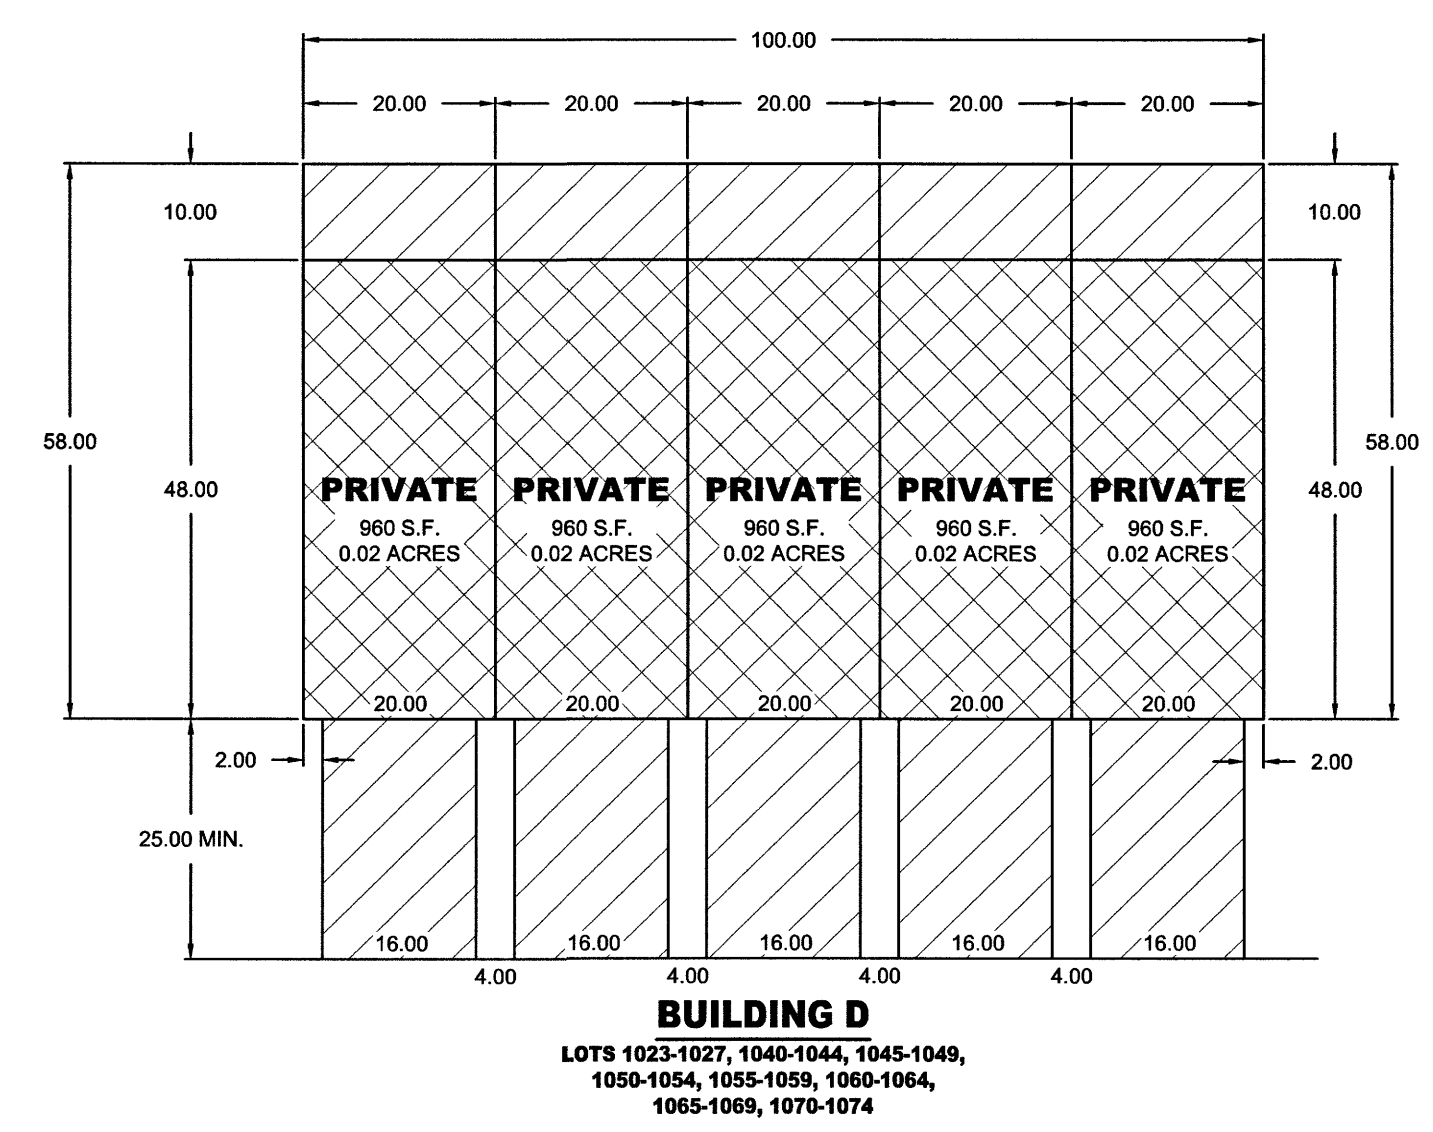 100.00
20.00 20.00 20.00 20.00 20.00
10.00 10.00
58.00 58.00
48.00 48.00
PRIVATE PRIVATE PRIVATE PRIVATE PRIVATE
960 S.F. 960 S.F. 960 S.F. 960 S.F. 960 S.F.
0.02 ACRES 0.02 ACRES 0.02 ACRES 0.02 ACRES 0.02 ACRES
20.00 20.00 20.00 20.00 20.00
2.00 2.00
25.00 MIN.
16.00 16.00 16.00 16.00 16.00
4.00 4.00 4.00 4.00
BUILDING D
LOTS 1023-1027, 1040-1044, 1045-1049,
1050-1054, 1055-1059, 1060-1064,
1065-1069, 1070-1074